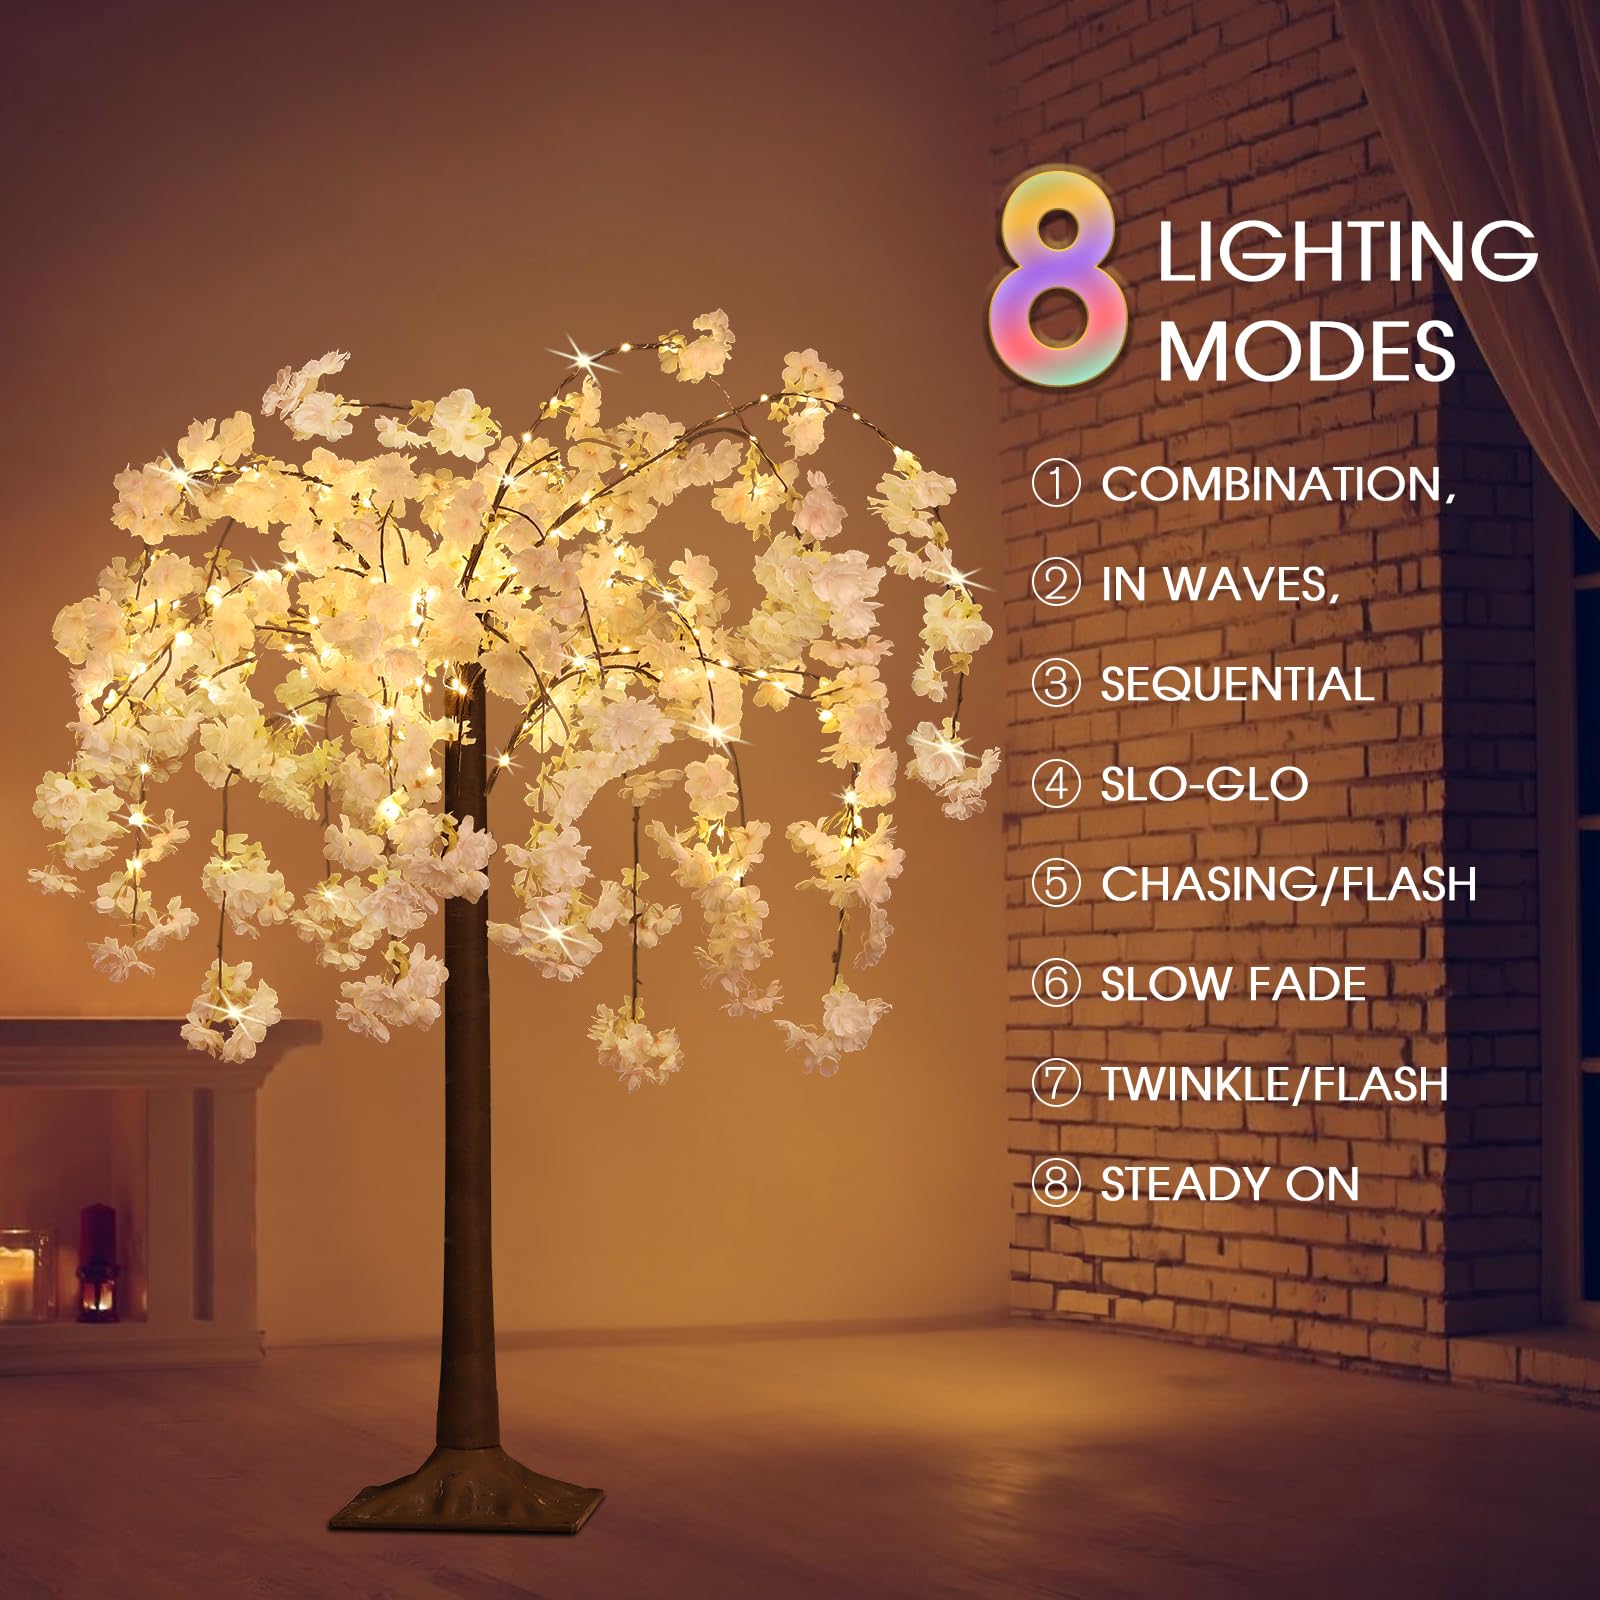 8 LIGHTING
MODES
① COMBINATION,
② IN WAVES,
③ SEQUENTIAL
④ SLO-GLO
⑤ CHASING/FLASH
⑥ SLOW FADE
⑦ TWINKLE/FLASH
⑧ STEADY ON